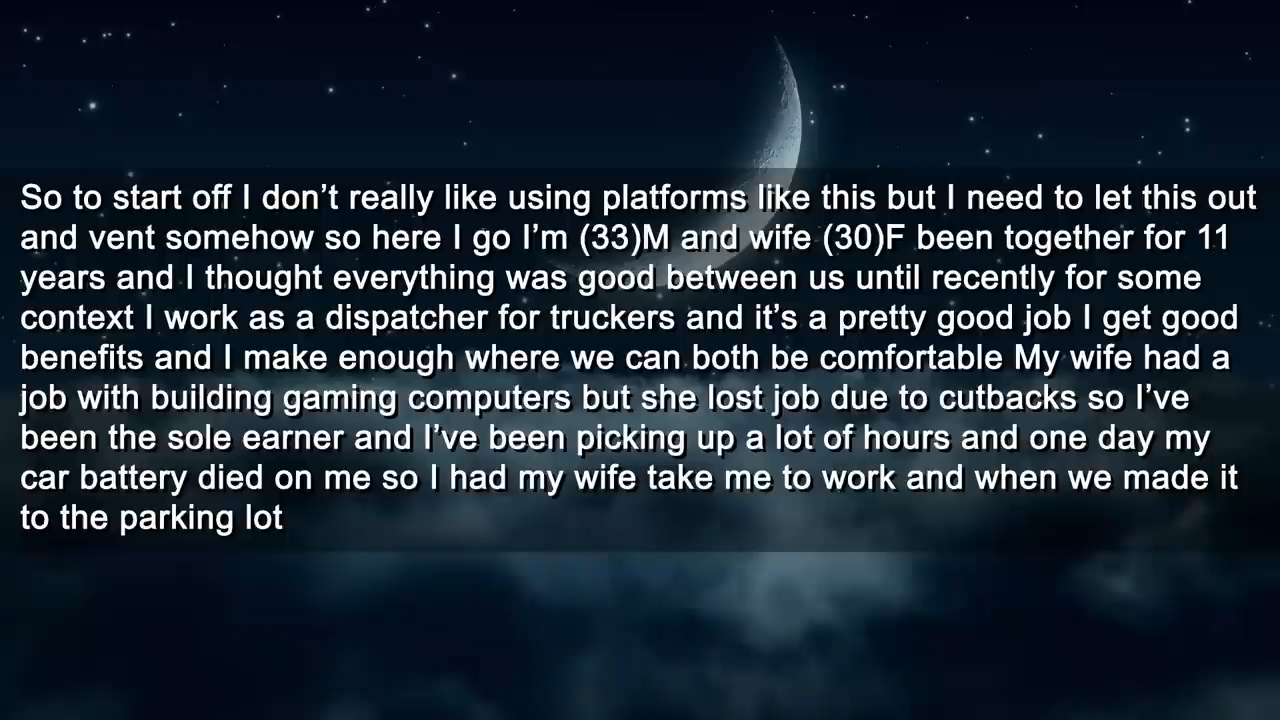 So to start off I don’t really like using platforms like this but I need to let this out
and vent somehow so here I go I’m (33)M and wife (30)F been together for 11
years and I thought everything was good between us until recently for some
context I work as a dispatcher for truckers and it’s a pretty good job I get good
benefits and I make enough where we can both be comfortable My wife had a
job with building gaming computers but she lost job due to cutbacks so I’ve
been the sole earner and I’ve been picking up a lot of hours and one day my
car battery died on me so I had my wife take me to work and when we made it
to the parking lot